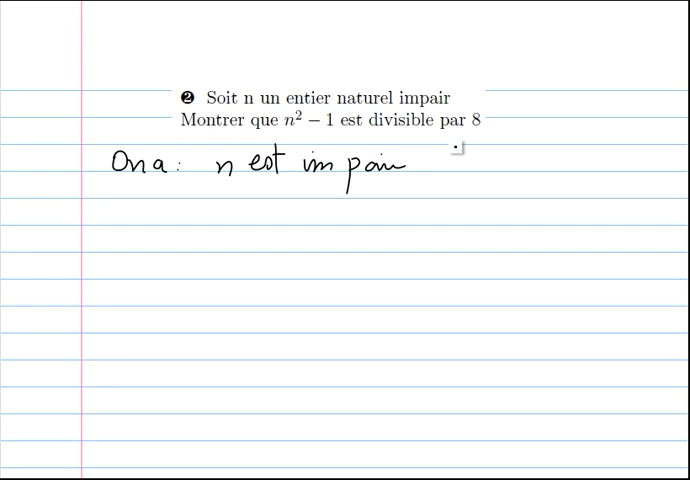 ❷ Soit n un entier naturel impair
Montrer que n² − 1 est divisible par 8
On a : n est impair